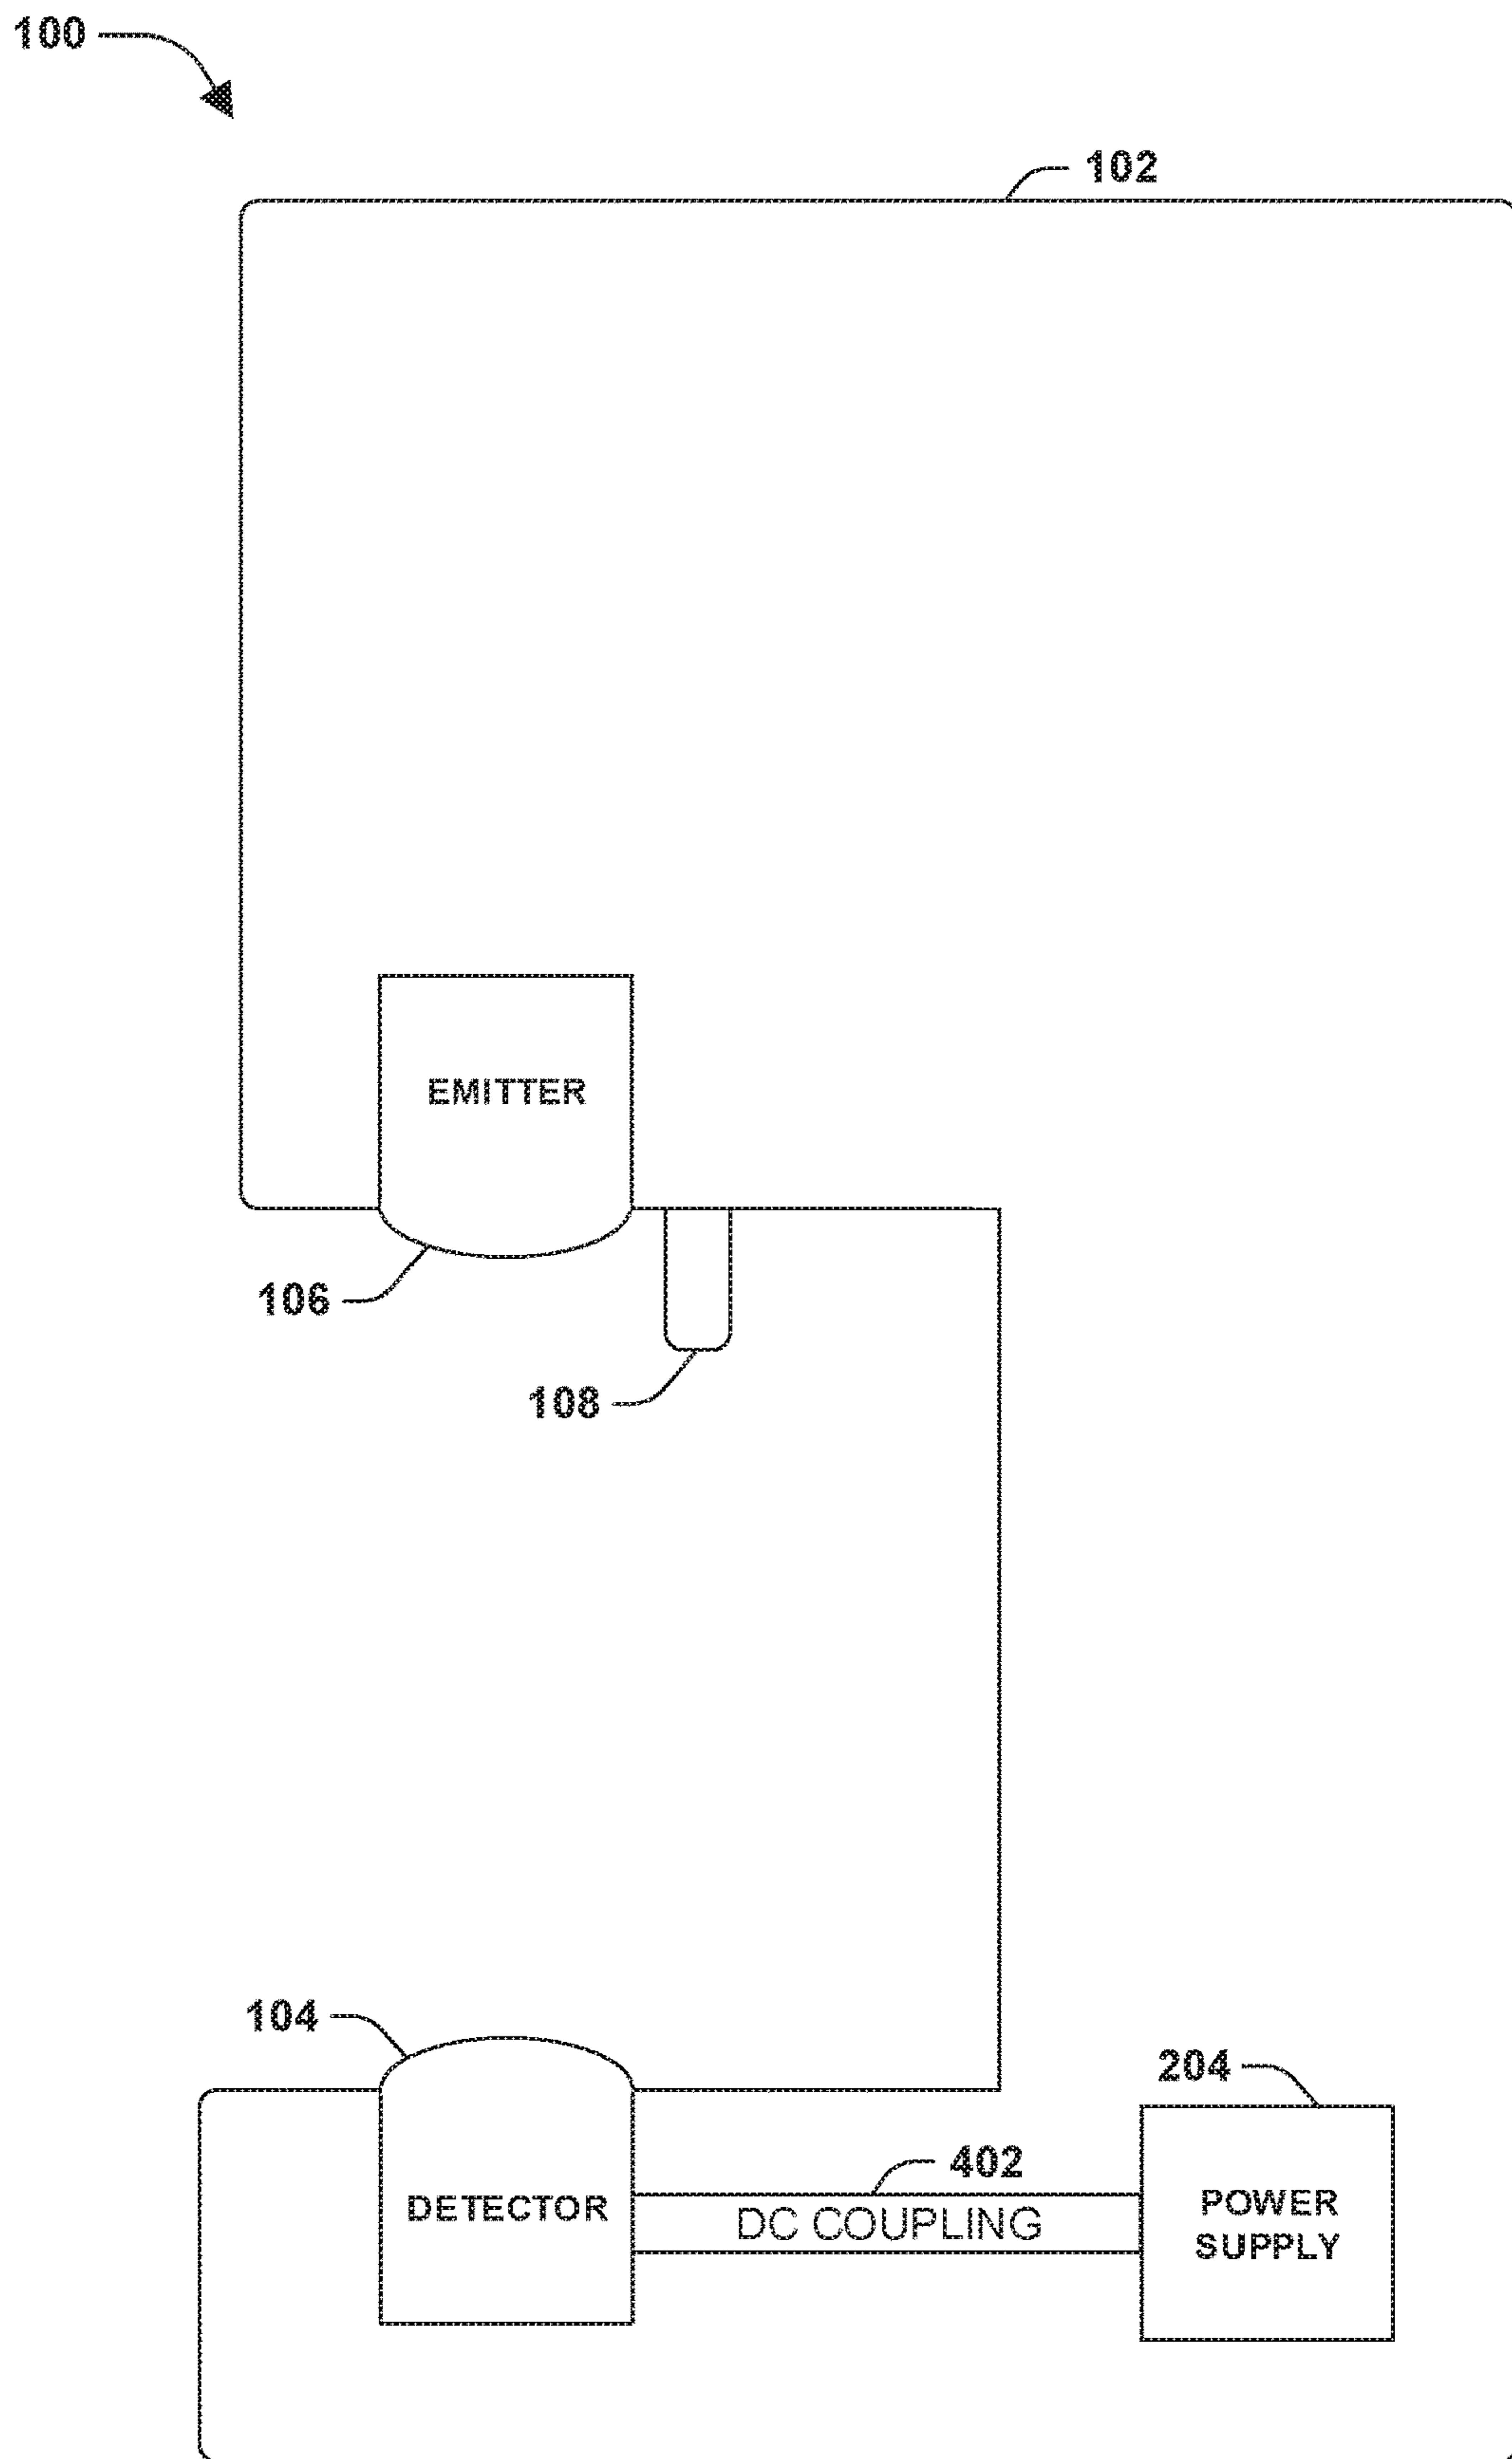 100
102
EMITTER
106
108
104
204
402
DETECTOR
DC COUPLING
POWER
SUPPLY